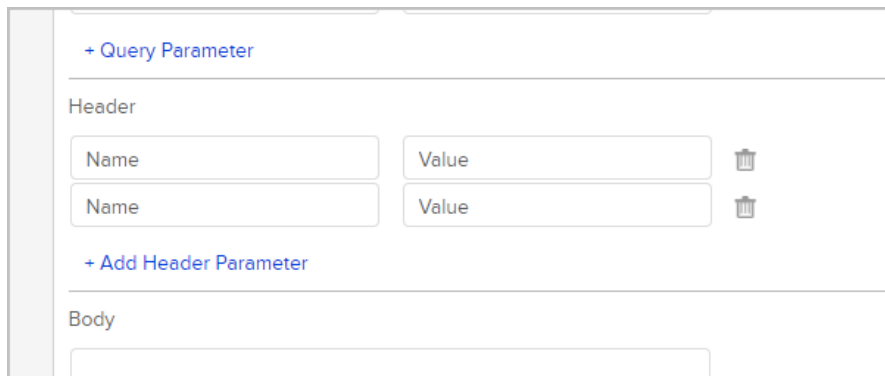 + Query Parameter
Header
Name Value
Name Value
+ Add Header Parameter
Body